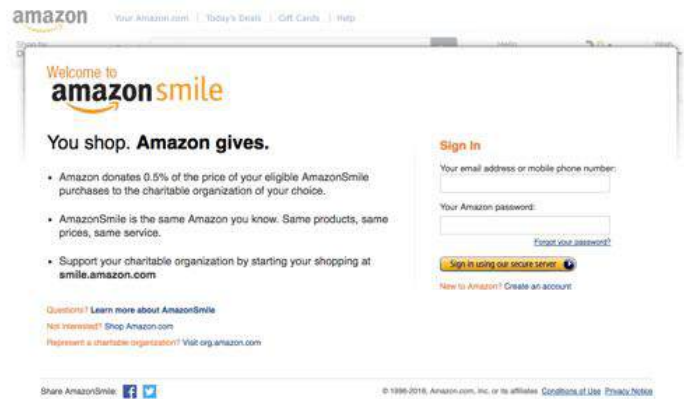 amazon
Your Amazon.com | Today's Deals | Gift Cards | Help
Shop by
Hello
Welcome to
amazonsmile
You shop. Amazon gives.
• Amazon donates 0.5% of the price of your eligible AmazonSmile
purchases to the charitable organization of your choice.
• AmazonSmile is the same Amazon you know. Same products, same
prices, same service.
• Support your charitable organization by starting your shopping at
smile.amazon.com
Questions? Learn more about AmazonSmile
Not interested? Shop Amazon.com
Represent a charitable organization? Visit org.amazon.com
Sign In
Your email address or mobile phone number:
Your Amazon password:
Forgot your password?
Sign in using our secure server
New to Amazon? Create an account
Share AmazonSmile:
© 1996-2016, Amazon.com, Inc. or its affiliates Conditions of Use Privacy Notice